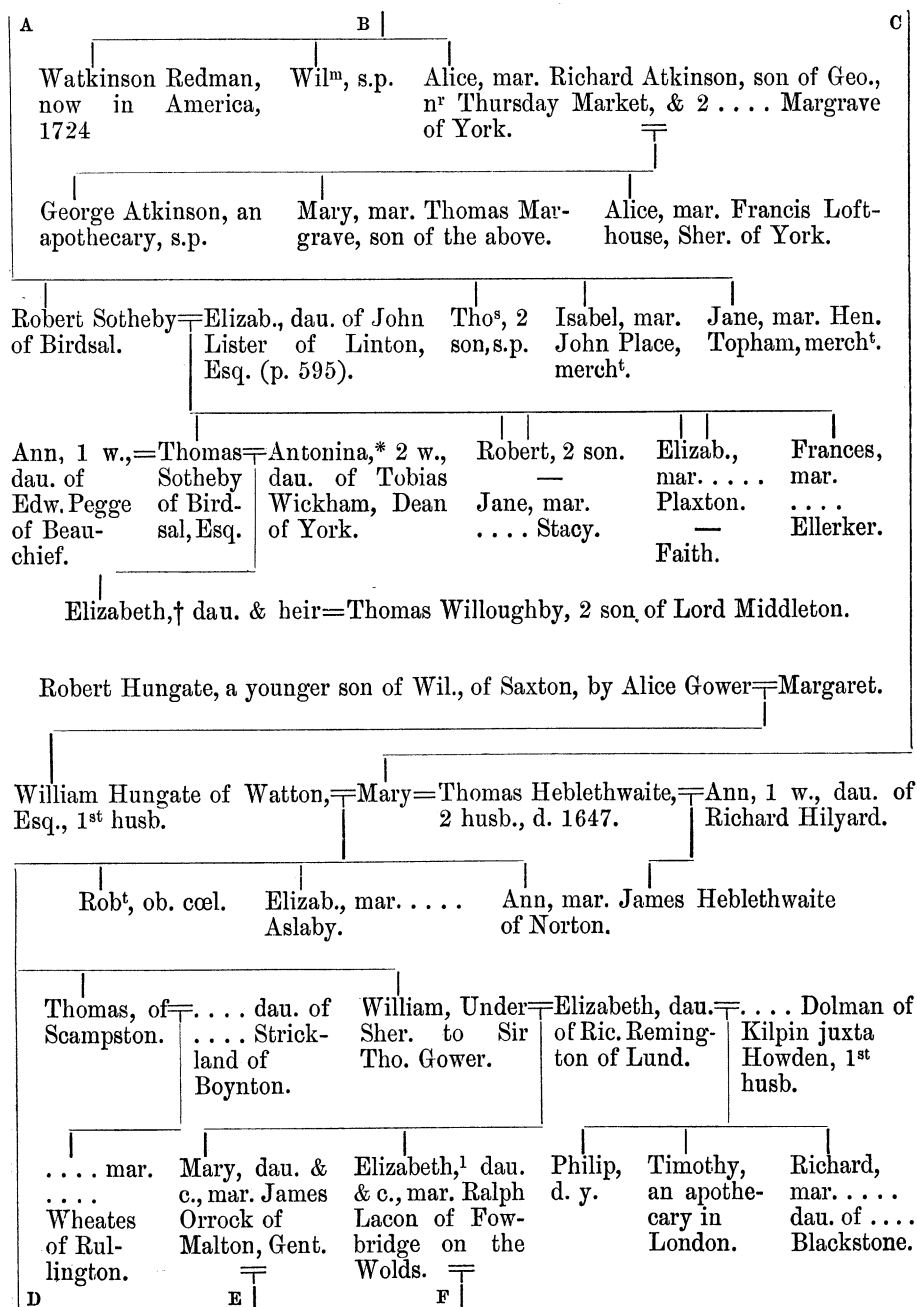 A B C
Watkinson Redman,
now in America,
1724
Wilᵐ, s.p.
Alice, mar. Richard Atkinson, son of Geo.,
nʳ Thursday Market, & 2 . . . . Margrave
of York.
George Atkinson, an
apothecary, s.p.
Mary, mar. Thomas Mar-
grave, son of the above.
Alice, mar. Francis Loft-
house, Sher. of York.
Robert Sotheby
of Birdsal.
Elizab., dau. of John
Lister of Linton,
Esq. (p. 595).
Thoˢ, 2
son, s.p.
Isabel, mar.
John Place,
merchᵗ.
Jane, mar. Hen.
Topham, merchᵗ.
Ann, 1 w.,=
dau. of
Edw. Pegge
of Beau-
chief.
Thomas
Sotheby
of Bird-
sal, Esq.
Antonina,* 2 w.,
dau. of Tobias
Wickham, Dean
of York.
Robert, 2 son.
—
Jane, mar.
. . . . Stacy.
Elizab.,
mar. . . . .
Plaxton.
—
Faith.
Frances,
mar.
. . . .
Ellerker.
Elizabeth,† dau. & heir=Thomas Willoughby, 2 son of Lord Middleton.
Robert Hungate, a younger son of Wil., of Saxton, by Alice Gower=Margaret.
William Hungate of Watton,
Esq., 1ˢᵗ husb.
Mary=
Thomas Heblethwaite,
2 husb., d. 1647.
Ann, 1 w., dau. of
Richard Hilyard.
Robᵗ, ob. cœl.
Elizab., mar. . . . .
Aslaby.
Ann, mar. James Heblethwaite
of Norton.
Thomas, of
Scampston.
. . . . dau. of
. . . . Strick-
land of
Boynton.
William, Under
Sher. to Sir
Tho. Gower.
Elizabeth, dau.
of Ric. Reming-
ton of Lund.
. . . . Dolman of
Kilpin juxta
Howden, 1ˢᵗ
husb.
. . . . mar.
. . . .
Wheates
of Rul-
lington.
Mary, dau. &
c., mar. James
Orrock of
Malton, Gent.
Elizabeth,¹ dau.
& c., mar. Ralph
Lacon of Fow-
bridge on the
Wolds.
Philip,
d. y.
Timothy,
an apothe-
cary in
London.
Richard,
mar. . . . .
dau. of . . . .
Blackstone.
D E F